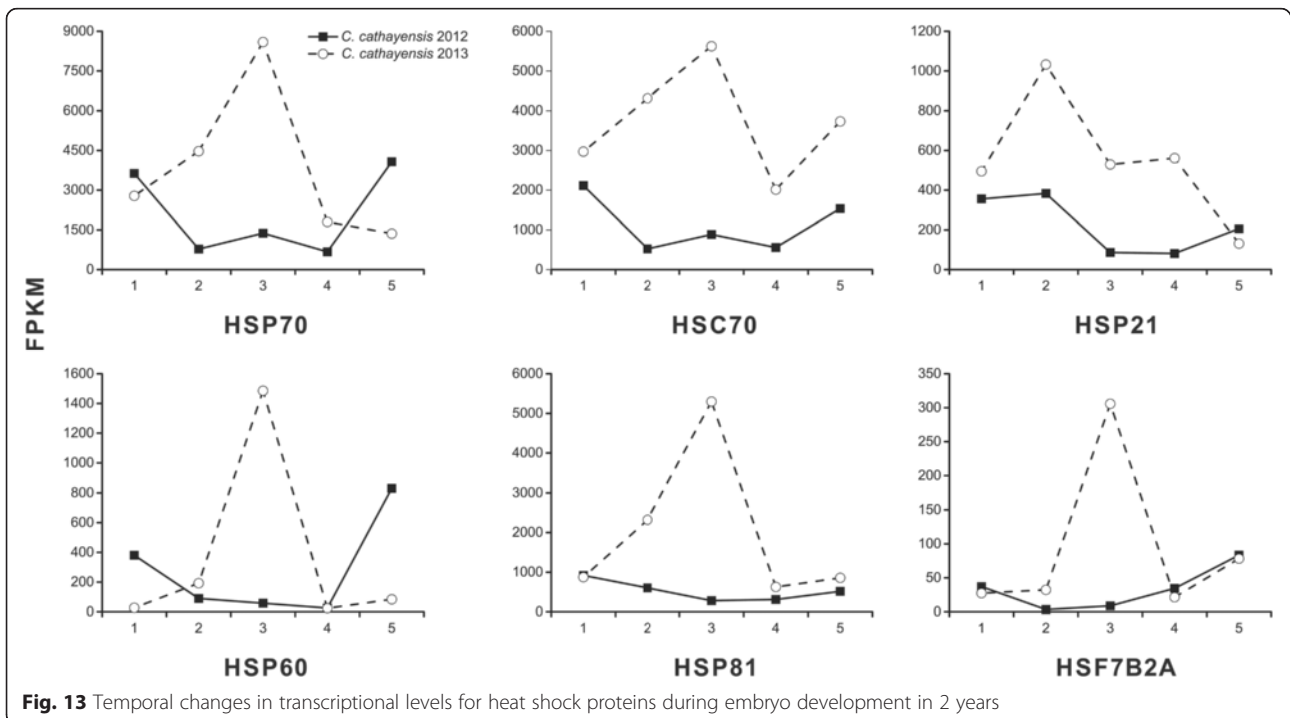 C. cathayensis 2012
C. cathayensis 2013
FPKM
9000
7500
6000
4500
3000
1500
0
1 2 3 4 5
HSP70
6000
5000
4000
3000
2000
1000
0
1 2 3 4 5
HSC70
1200
1000
800
600
400
200
0
1 2 3 4 5
HSP21
1600
1400
1200
1000
800
600
400
200
0
1 2 3 4 5
HSP60
6000
5000
4000
3000
2000
1000
0
1 2 3 4 5
HSP81
350
300
250
200
150
100
50
0
1 2 3 4 5
HSF7B2A
Fig. 13 Temporal changes in transcriptional levels for heat shock proteins during embryo development in 2 years